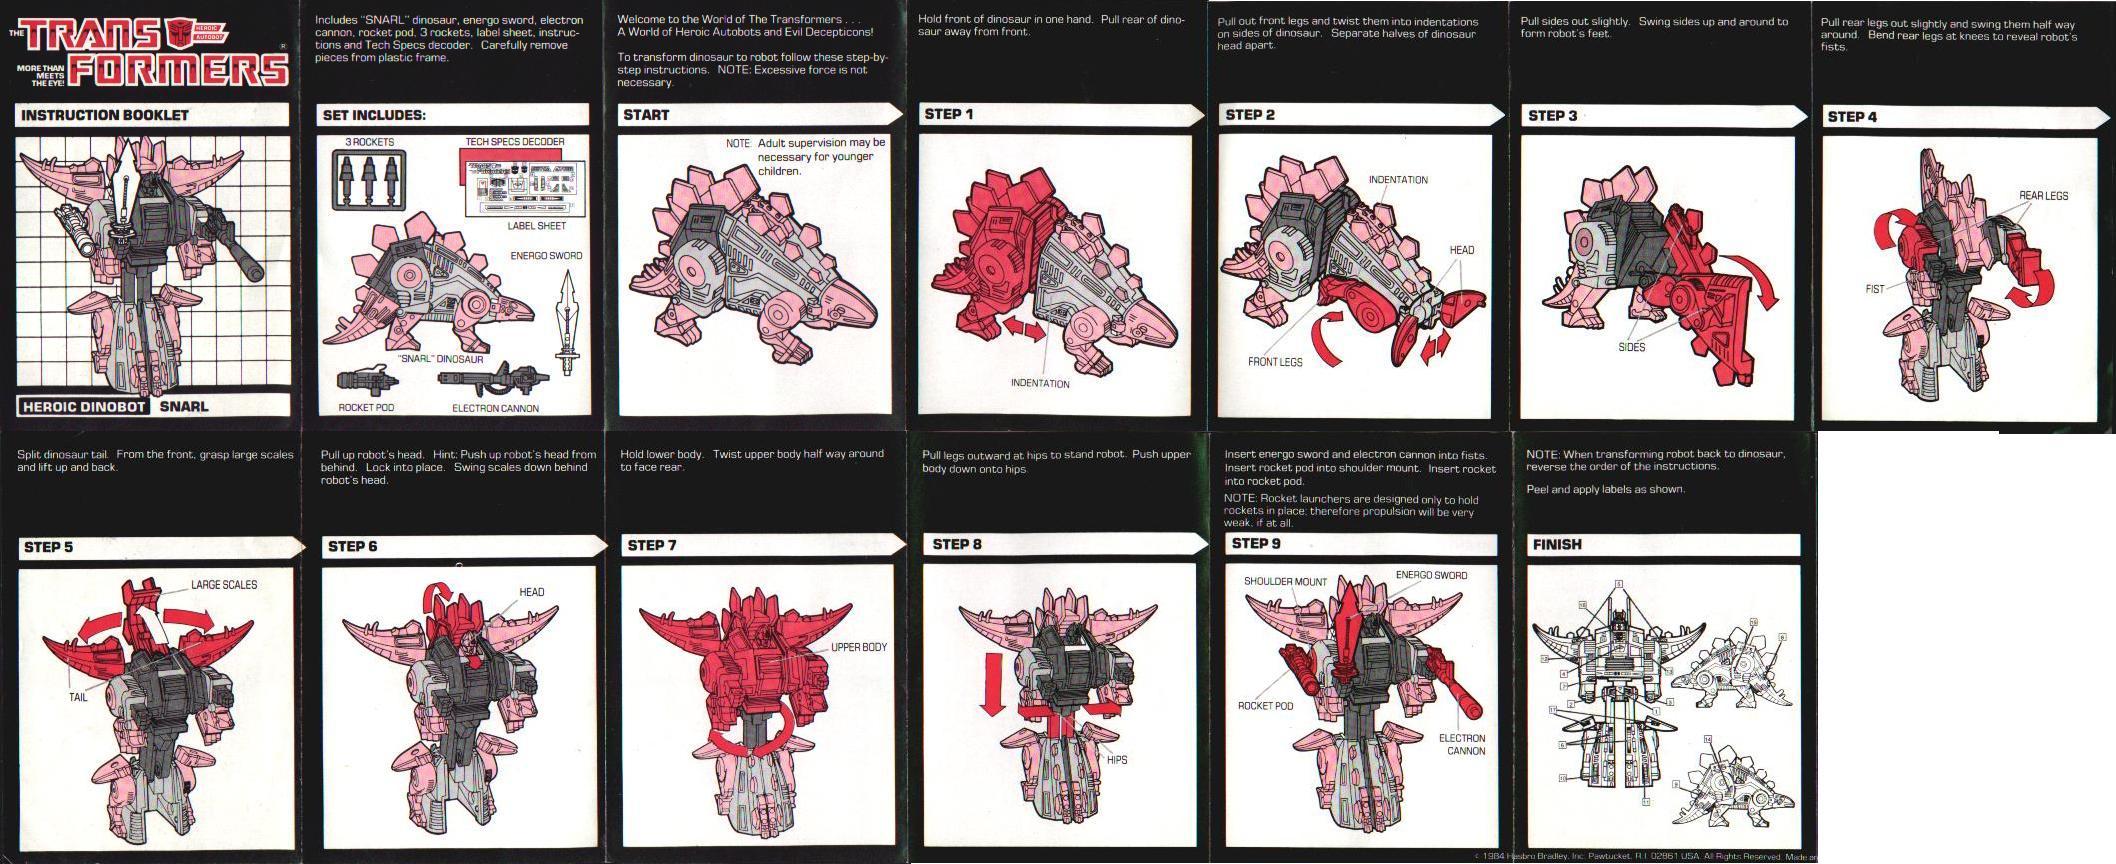 THE TRANS HEROIC AUTOBOT
MORE THAN MEETS THE EYE! FORMERS ®
INSTRUCTION BOOKLET
HEROIC DINOBOT SNARL
Includes "SNARL" dinosaur, energo sword, electron
cannon, rocket pod, 3 rockets, label sheet, instruc-
tions and Tech Specs decoder. Carefully remove
pieces from plastic frame.
SET INCLUDES:
3 ROCKETS
TECH SPECS DECODER
LABEL SHEET
ENERGO SWORD
"SNARL" DINOSAUR
ROCKET POD
ELECTRON CANNON
Welcome to the World of The Transformers . . .
A World of Heroic Autobots and Evil Decepticons!
To transform dinosaur to robot follow these step-by-
step instructions. NOTE: Excessive force is not
necessary.
START
NOTE: Adult supervision may be
necessary for younger
children.
Hold front of dinosaur in one hand. Pull rear of dino-
saur away from front.
STEP 1
INDENTATION
Pull out front legs and twist them into indentations
on sides of dinosaur. Separate halves of dinosaur
head apart.
STEP 2
INDENTATION
HEAD
FRONT LEGS
Pull sides out slightly. Swing sides up and around to
form robot's feet.
STEP 3
SIDES
Pull rear legs out slightly and swing them half way
around. Bend rear legs at knees to reveal robot's
fists.
STEP 4
REAR LEGS
FIST
Split dinosaur tail. From the front, grasp large scales
and lift up and back.
STEP 5
LARGE SCALES
TAIL
Pull up robot's head. Hint: Push up robot's head from
behind. Lock into place. Swing scales down behind
robot's head.
STEP 6
HEAD
Hold lower body. Twist upper body half way around
to face rear.
STEP 7
UPPER BODY
Pull legs outward at hips to stand robot. Push upper
body down onto hips.
STEP 8
HIPS
Insert energo sword and electron cannon into fists.
Insert rocket pod into shoulder mount. Insert rocket
into rocket pod.
NOTE: Rocket launchers are designed only to hold
rockets in place; therefore propulsion will be very
weak, if at all.
STEP 9
SHOULDER MOUNT
ENERGO SWORD
ROCKET POD
ELECTRON
CANNON
NOTE: When transforming robot back to dinosaur,
reverse the order of the instructions.
Peel and apply labels as shown.
FINISH
© 1984 Hasbro Bradley, Inc. Pawtucket, R.I. 02861 USA. All Rights Reserved. Made